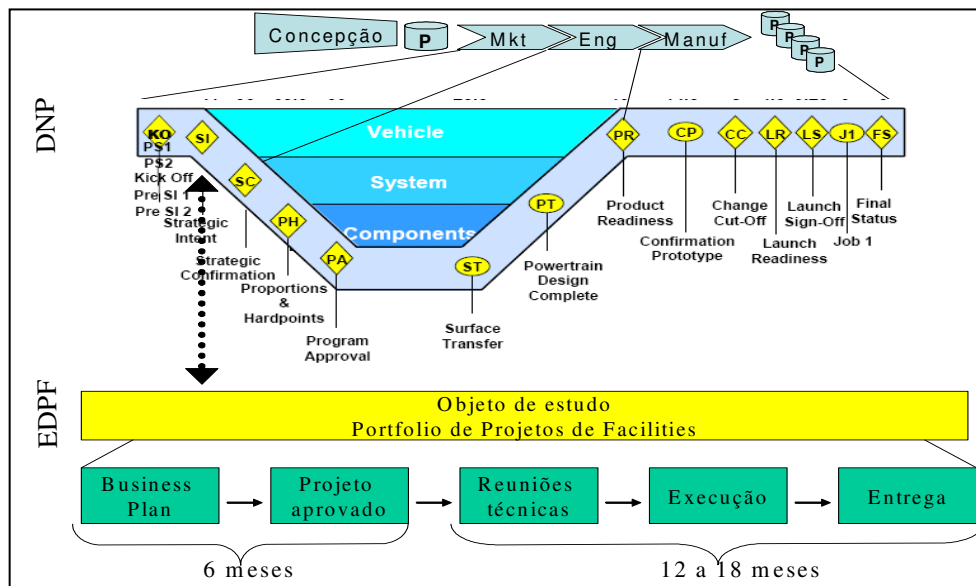 Concepção
P
Mkt
Eng
Manuf
P
P
P
P
DNP
Vehicle
System
Components
KO
PS1
PS2
Kick Off
Pre SI 1
Pre SI 2
SI
Strategic
Intent
SC
Strategic
Confirmation
PH
Proportions
&
Hardpoints
PA
Program
Approval
ST
Surface
Transfer
PT
Powertrain
Design
Complete
PR
Product
Readiness
CP
Confirmation
Prototype
CC
Change
Cut-Off
LR
Launch
Readiness
LS
Launch
Sign-Off
J1
Job 1
FS
Final
Status
EDPF
Objeto de estudo
Portfolio de Projetos de Facilities
Business
Plan
Projeto
aprovado
Reuniões
técnicas
Execução
Entrega
6 meses
12 a 18 meses